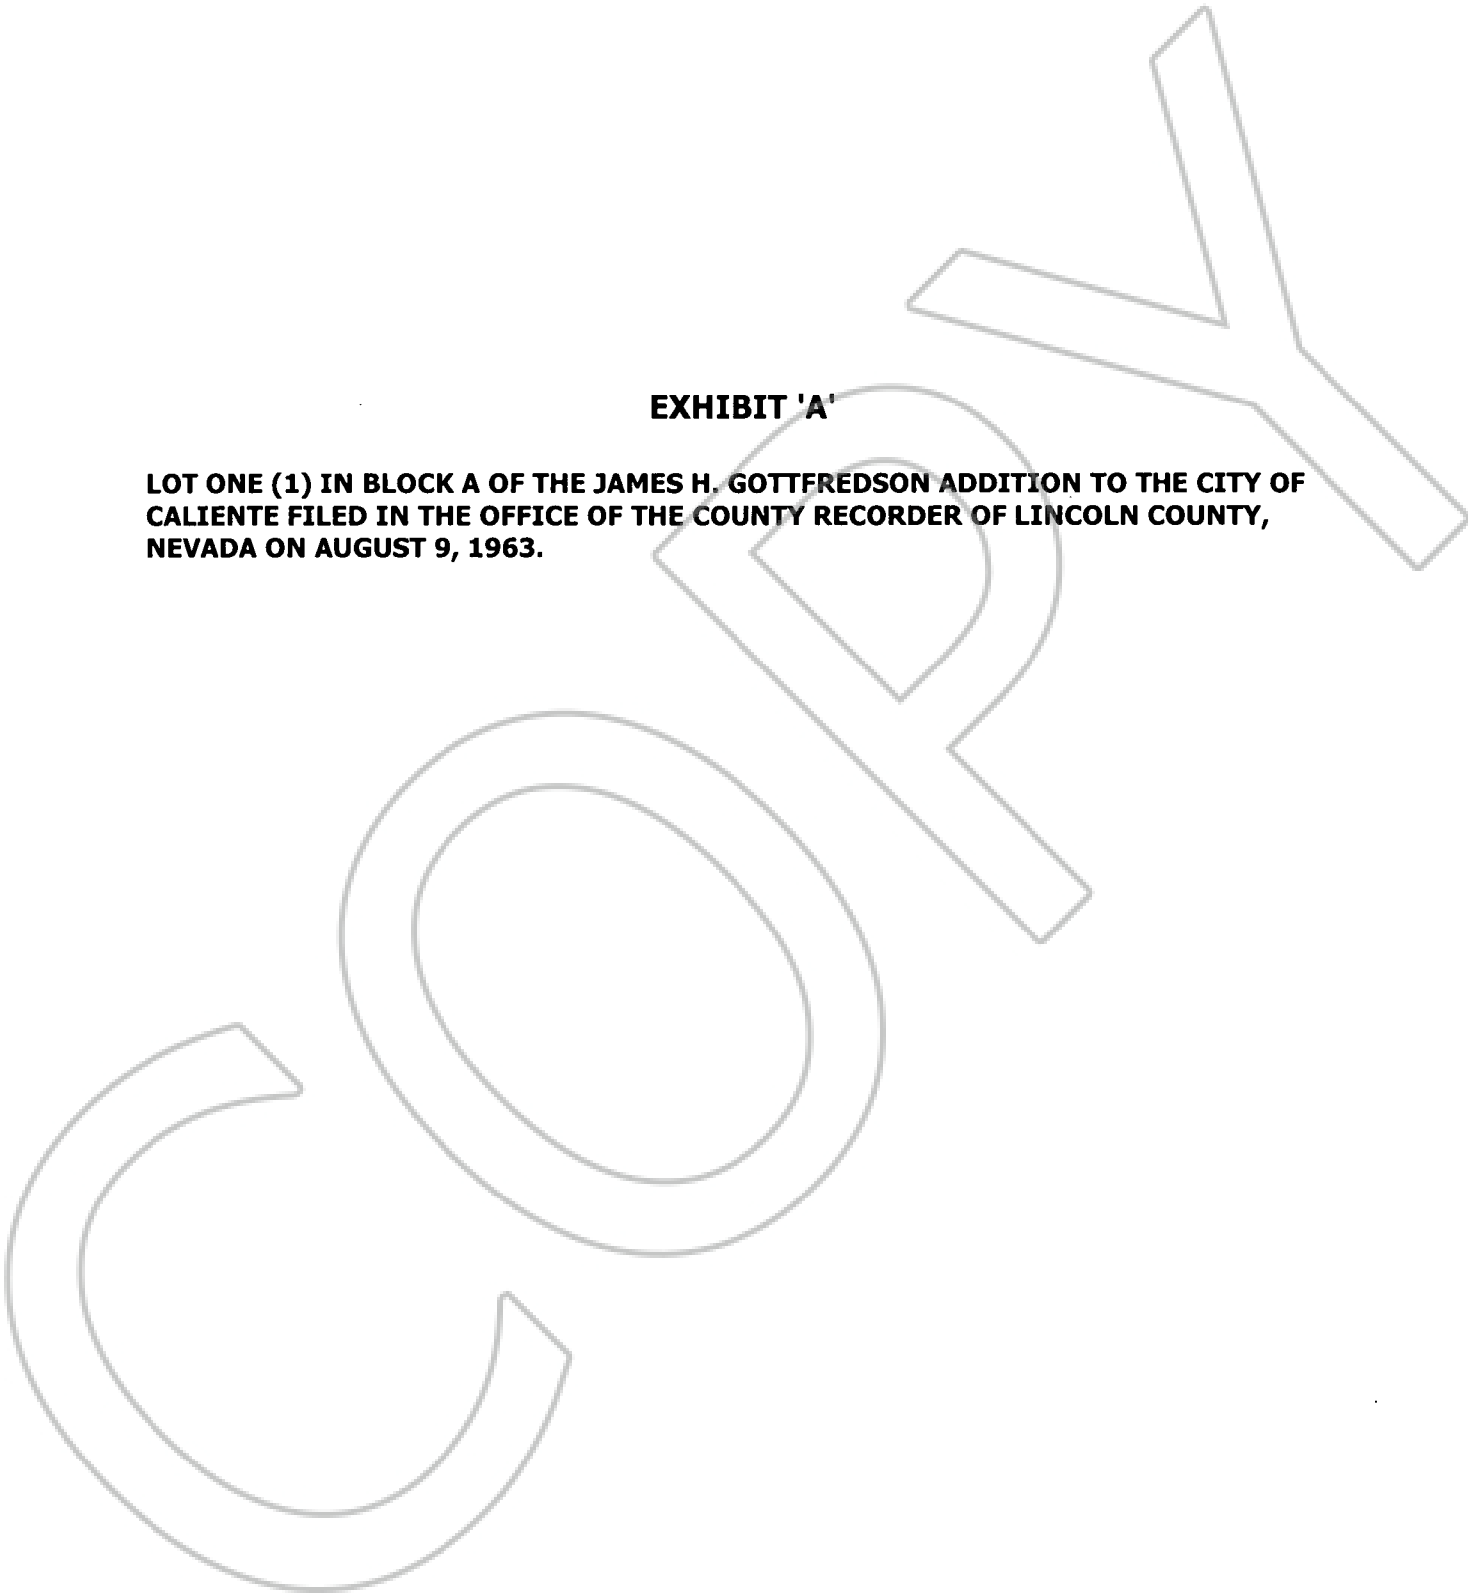 EXHIBIT 'A'
LOT ONE (1) IN BLOCK A OF THE JAMES H. GOTTFREDSON ADDITION TO THE CITY OF
CALIENTE FILED IN THE OFFICE OF THE COUNTY RECORDER OF LINCOLN COUNTY,
NEVADA ON AUGUST 9, 1963.
COPY